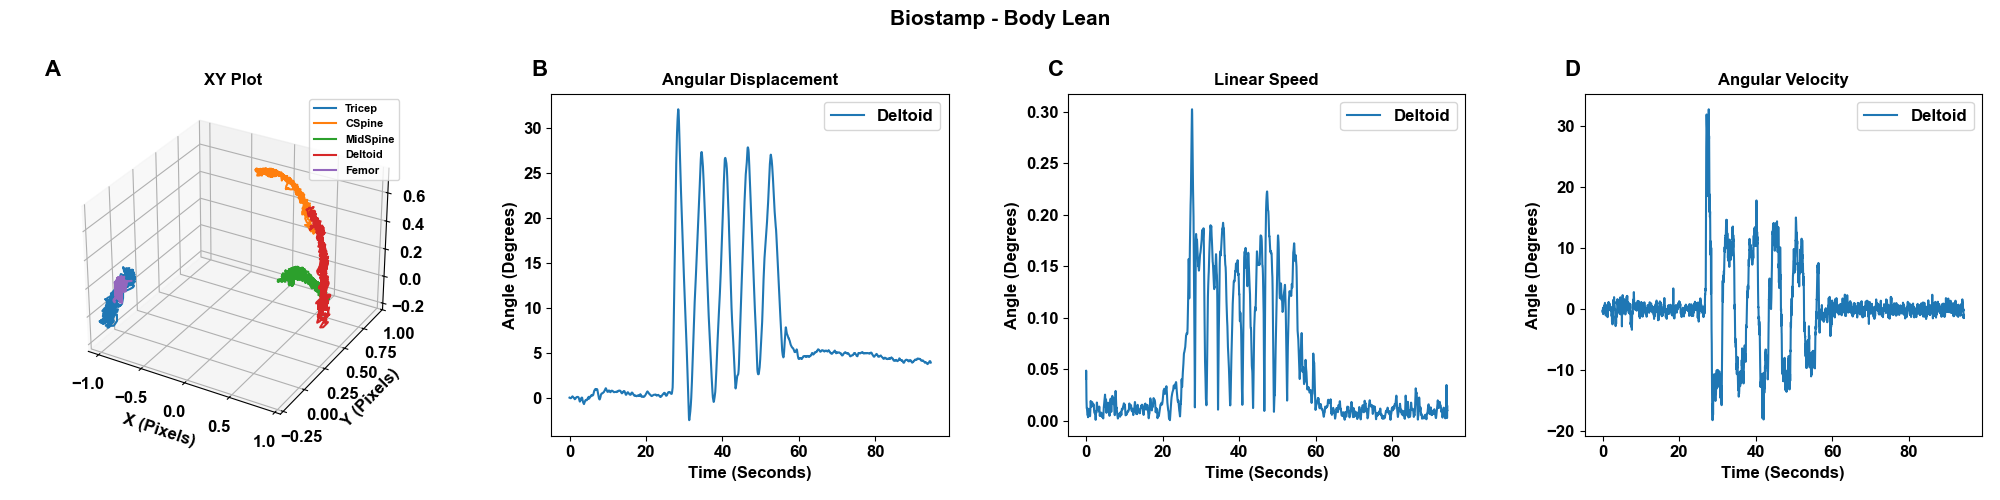 Biostamp - Body Lean
A
XY Plot
Tricep
CSpine
MidSpine
Deltoid
Femor
0.6
0.4
0.2
0.0
−0.2
−1.0
−0.5
0.0
0.5
1.0
X (Pixels)
−0.25
0.00
0.25
0.50
0.75
1.00
Y (Pixels)
B
Angular Displacement
Deltoid
30
25
20
15
10
5
0
Angle (Degrees)
0 20 40 60 80
Time (Seconds)
C
Linear Speed
Deltoid
0.30
0.25
0.20
0.15
0.10
0.05
0.00
Angle (Degrees)
0 20 40 60 80
Time (Seconds)
D
Angular Velocity
Deltoid
30
20
10
0
−10
−20
Angle (Degrees)
0 20 40 60 80
Time (Seconds)